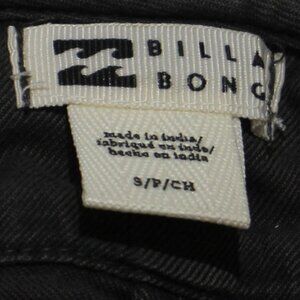 BILLA
BONG
made in india/
fabriqué en inde/
hecho en india
S/P/CH